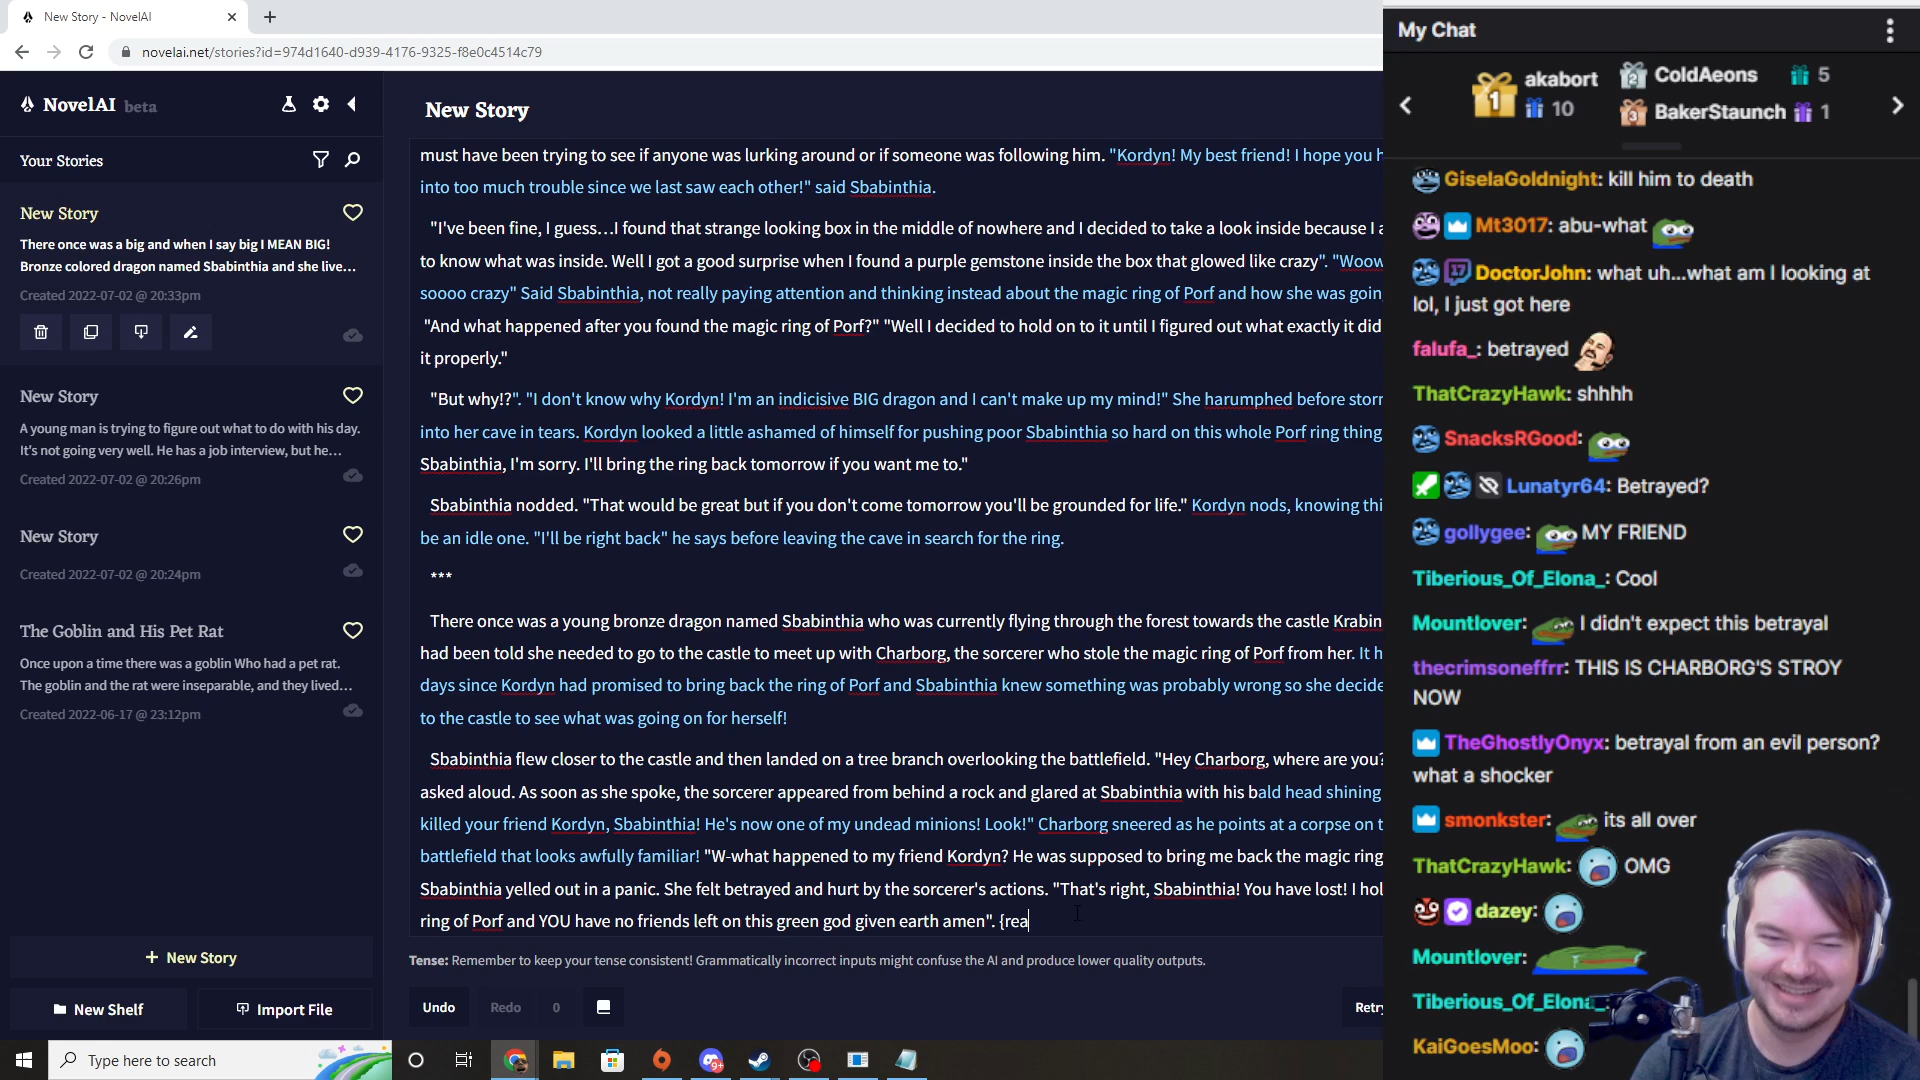 New Story - NovelAI
novelai.net/stories?id=974d1640-d939-4176-9325-f8e0c4514c79
NovelAI beta
Your Stories
New Story
There once was a big and when I say big I MEAN BIG!
Bronze colored dragon named Sbabinthia and she live...
Created 2022-07-02 @ 20:33pm
New Story
A young man is trying to figure out what to do with his day.
It's not going very well. He has a job interview, but he...
Created 2022-07-02 @ 20:26pm
New Story
Created 2022-07-02 @ 20:24pm
The Goblin and His Pet Rat
Once upon a time there was a goblin Who had a pet rat.
The goblin and the rat were inseparable, and they lived...
Created 2022-06-17 @ 23:12pm
+ New Story
New Shelf
Import File
New Story
must have been trying to see if anyone was lurking around or if someone was following him. "Kordyn! My best friend! I hope you
into too much trouble since we last saw each other!" said Sbabinthia.
"I've been fine, I guess...I found that strange looking box in the middle of nowhere and I decided to take a look inside because I
to know what was inside. Well I got a good surprise when I found a purple gemstone inside the box that glowed like crazy". "Woow
soooo crazy" Said Sbabinthia, not really paying attention and thinking instead about the magic ring of Porf and how she was goin
"And what happened after you found the magic ring of Porf?" "Well I decided to hold on to it until I figured out what exactly it did
it properly."
"But why!?". "I don't know why Kordyn! I'm an indicisive BIG dragon and I can't make up my mind!" She harumphed before stor
into her cave in tears. Kordyn looked a little ashamed of himself for pushing poor Sbabinthia so hard on this whole Porf ring thing
Sbabinthia, I'm sorry. I'll bring the ring back tomorrow if you want me to."
Sbabinthia nodded. "That would be great but if you don't come tomorrow you'll be grounded for life." Kordyn nods, knowing thi
be an idle one. "I'll be right back" he says before leaving the cave in search for the ring.
***
There once was a young bronze dragon named Sbabinthia who was currently flying through the forest towards the castle Krabin
had been told she needed to go to the castle to meet up with Charborg, the sorcerer who stole the magic ring of Porf from her. It h
days since Kordyn had promised to bring back the ring of Porf and Sbabinthia knew something was probably wrong so she decide
to the castle to see what was going on for herself!
Sbabinthia flew closer to the castle and then landed on a tree branch overlooking the battlefield. "Hey Charborg, where are you?
asked aloud. As soon as she spoke, the sorcerer appeared from behind a rock and glared at Sbabinthia with his bald head shining
killed your friend Kordyn, Sbabinthia! He's now one of my undead minions! Look!" Charborg sneered as he points at a corpse on t
battlefield that looks awfully familiar! "W-what happened to my friend Kordyn? He was supposed to bring me back the magic ring
Sbabinthia yelled out in a panic. She felt betrayed and hurt by the sorcerer's actions. "That's right, Sbabinthia! You have lost! I hol
ring of Porf and YOU have no friends left on this green god given earth amen". {rea
Tense: Remember to keep your tense consistent! Grammatically incorrect inputs might confuse the AI and produce lower quality outputs.
Undo
Redo
0
Retry
Type here to search
9+
My Chat
1 akabort 10
2 ColdAeons 5
3 BakerStaunch 1
GiselaGoldnight: kill him to death
Mt3017: abu-what
17 DoctorJohn: what uh...what am I looking at
lol, I just got here
falufa_: betrayed
ThatCrazyHawk: shhhh
SnacksRGood:
Lunatyr64: Betrayed?
gollygee: MY FRIEND
Tiberious_Of_Elona_: Cool
Mountlover: I didn't expect this betrayal
thecrimsoneffrr: THIS IS CHARBORG'S STROY
NOW
TheGhostlyOnyx: betrayal from an evil person?
what a shocker
smonkster: its all over
ThatCrazyHawk: OMG
dazey:
Mountlover:
Tiberious_Of_Elona_:
KaiGoesMoo: